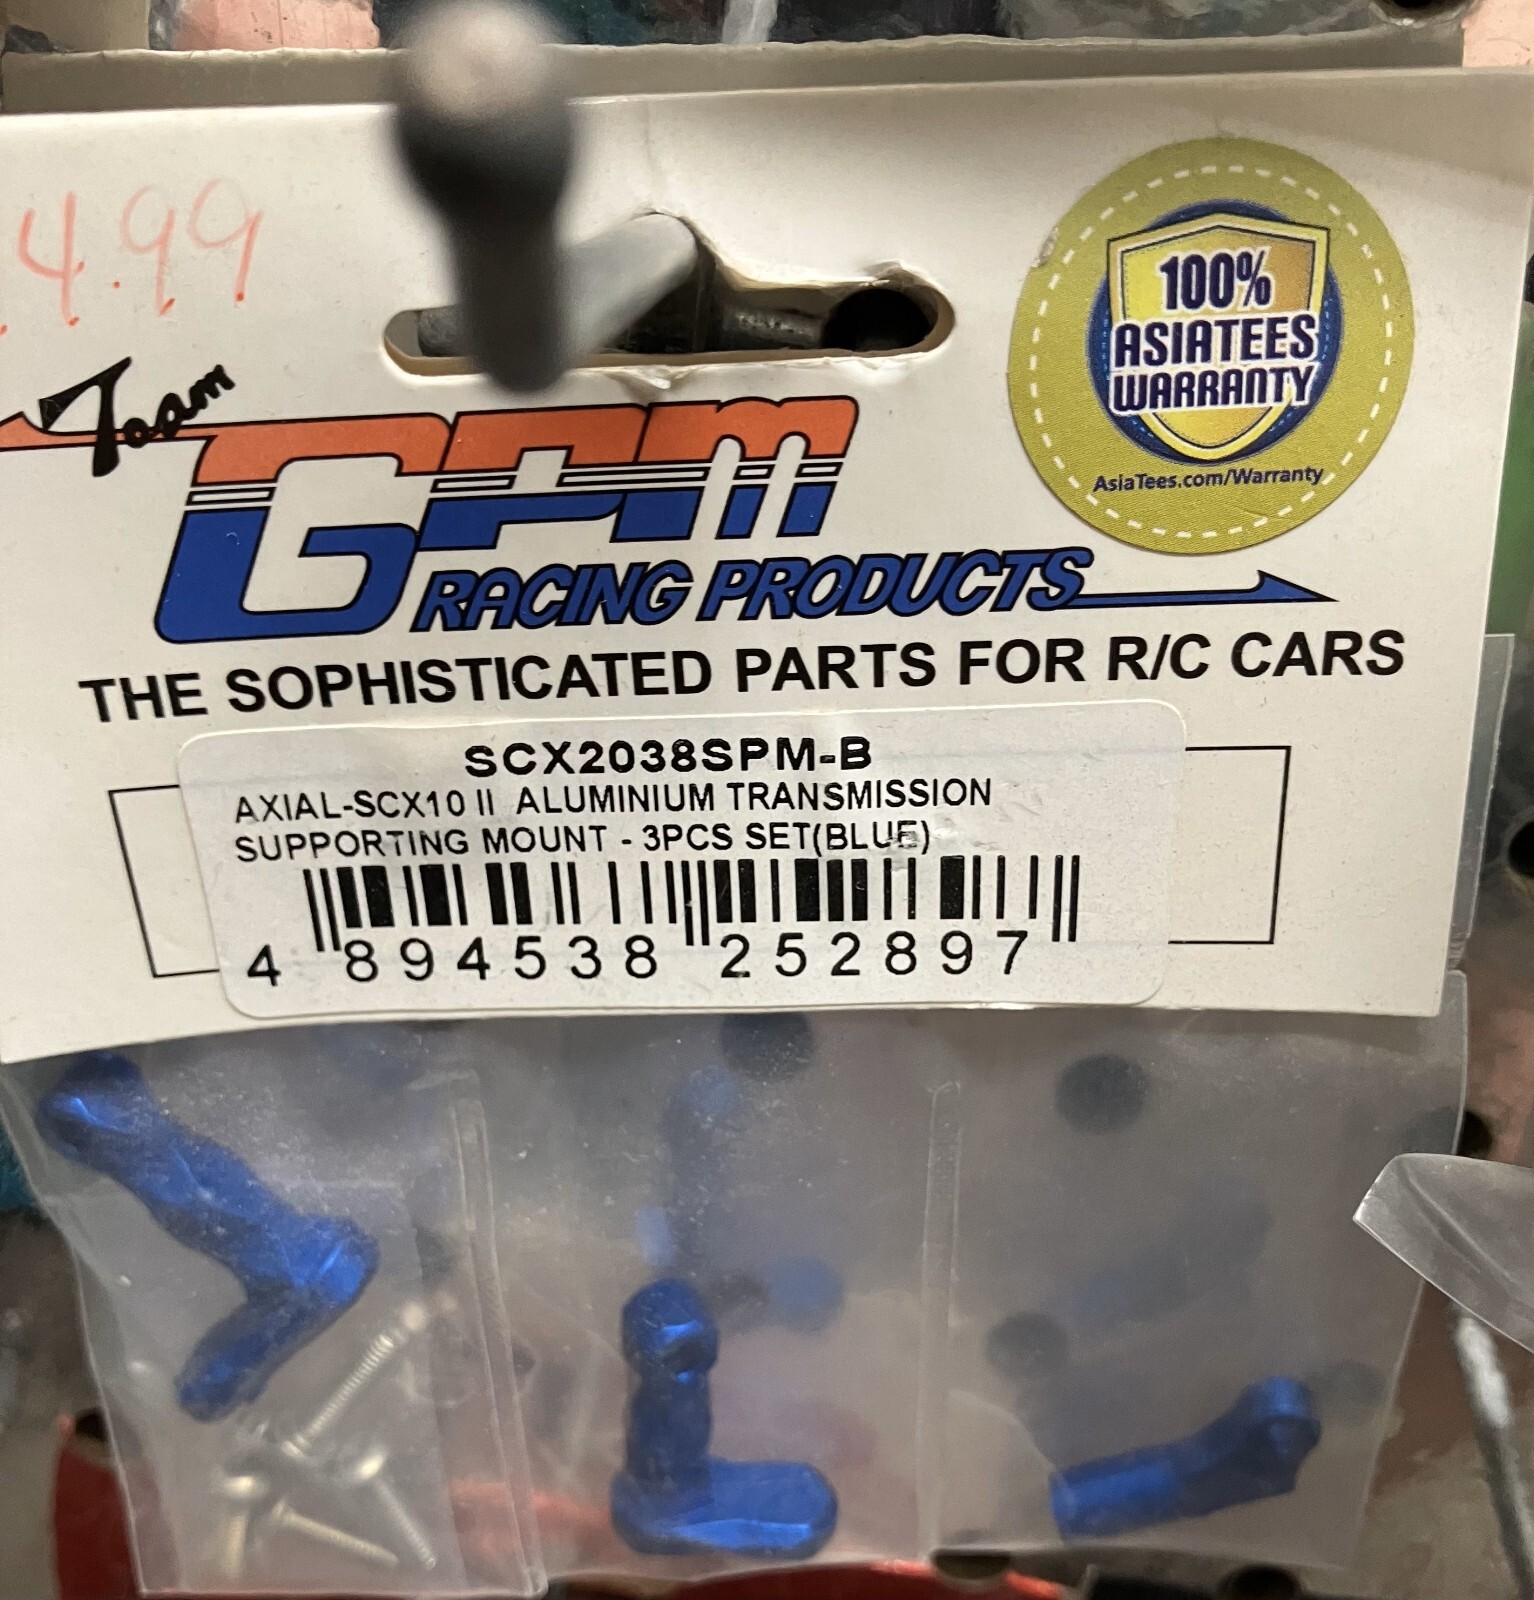 4.99
100%
ASIATEES
WARRANTY
AsiaTees.com/Warranty
Team
GPM
RACING PRODUCTS
THE SOPHISTICATED PARTS FOR R/C CARS
SCX2038SPM-B
AXIAL-SCX10 II ALUMINIUM TRANSMISSION
SUPPORTING MOUNT - 3PCS SET(BLUE)
4 894538 252897